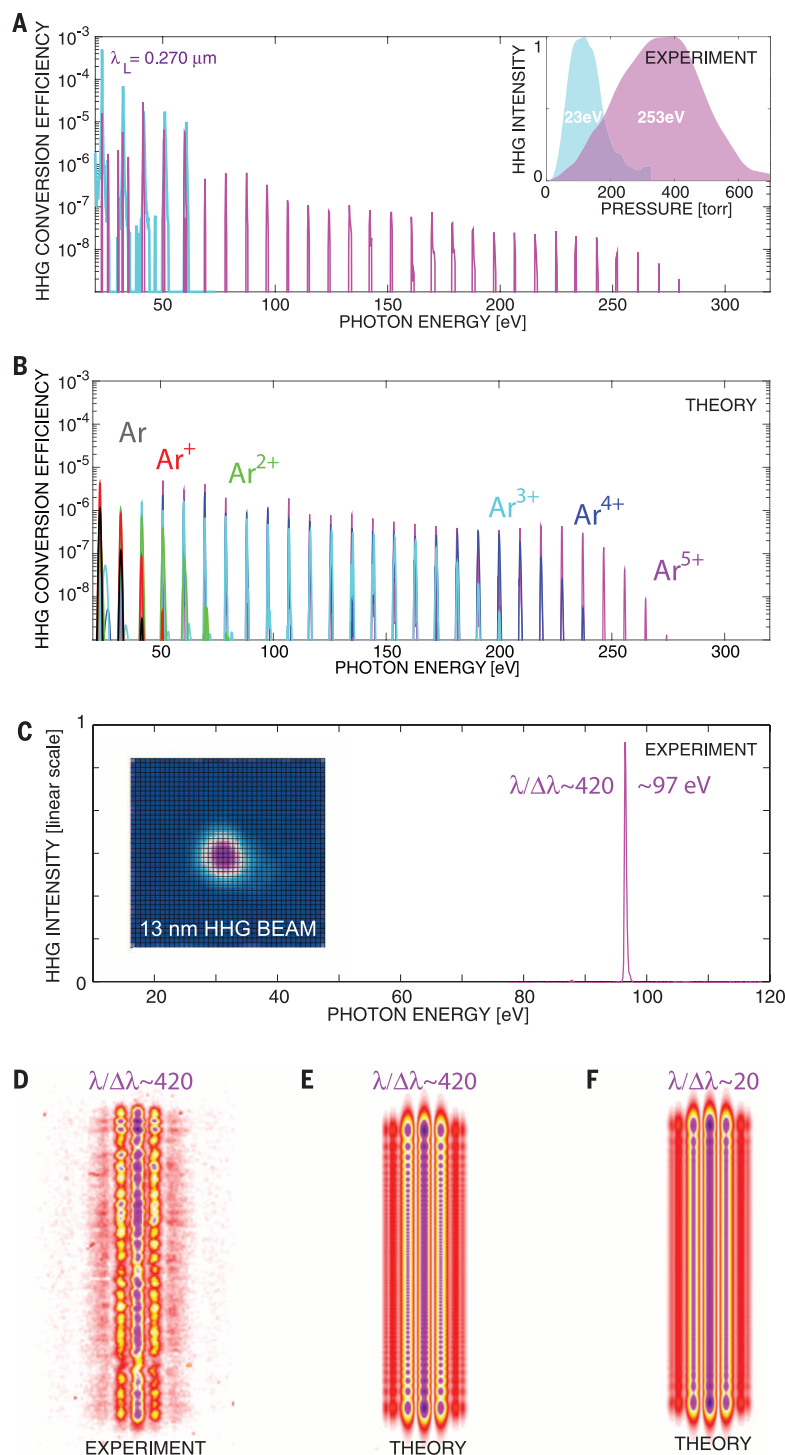 A
HHG CONVERSION EFFICIENCY
10⁻³
10⁻⁴
10⁻⁵
10⁻⁶
10⁻⁷
10⁻⁸
λL = 0.270 μm
EXPERIMENT
HHG INTENSITY
1
0
23eV
253eV
0 200 400 600
PRESSURE [torr]
50 100 150 200 250 300
PHOTON ENERGY [eV]
B
HHG CONVERSION EFFICIENCY
10⁻³
10⁻⁴
10⁻⁵
10⁻⁶
10⁻⁷
10⁻⁸
THEORY
Ar
Ar⁺
Ar²⁺
Ar³⁺
Ar⁴⁺
Ar⁵⁺
50 100 150 200 250 300
PHOTON ENERGY [eV]
C
HHG INTENSITY [linear scale]
1
0
EXPERIMENT
λ/Δλ~420 ~97 eV
13 nm HHG BEAM
20 40 60 80 100 120
PHOTON ENERGY [eV]
D
λ/Δλ~420
EXPERIMENT
E
λ/Δλ~420
THEORY
F
λ/Δλ~20
THEORY